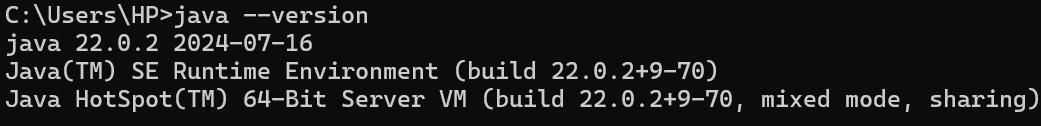 C:\Users\HP>java --version
java 22.0.2 2024-07-16
Java(TM) SE Runtime Environment (build 22.0.2+9-70)
Java HotSpot(TM) 64-Bit Server VM (build 22.0.2+9-70, mixed mode, sharing)